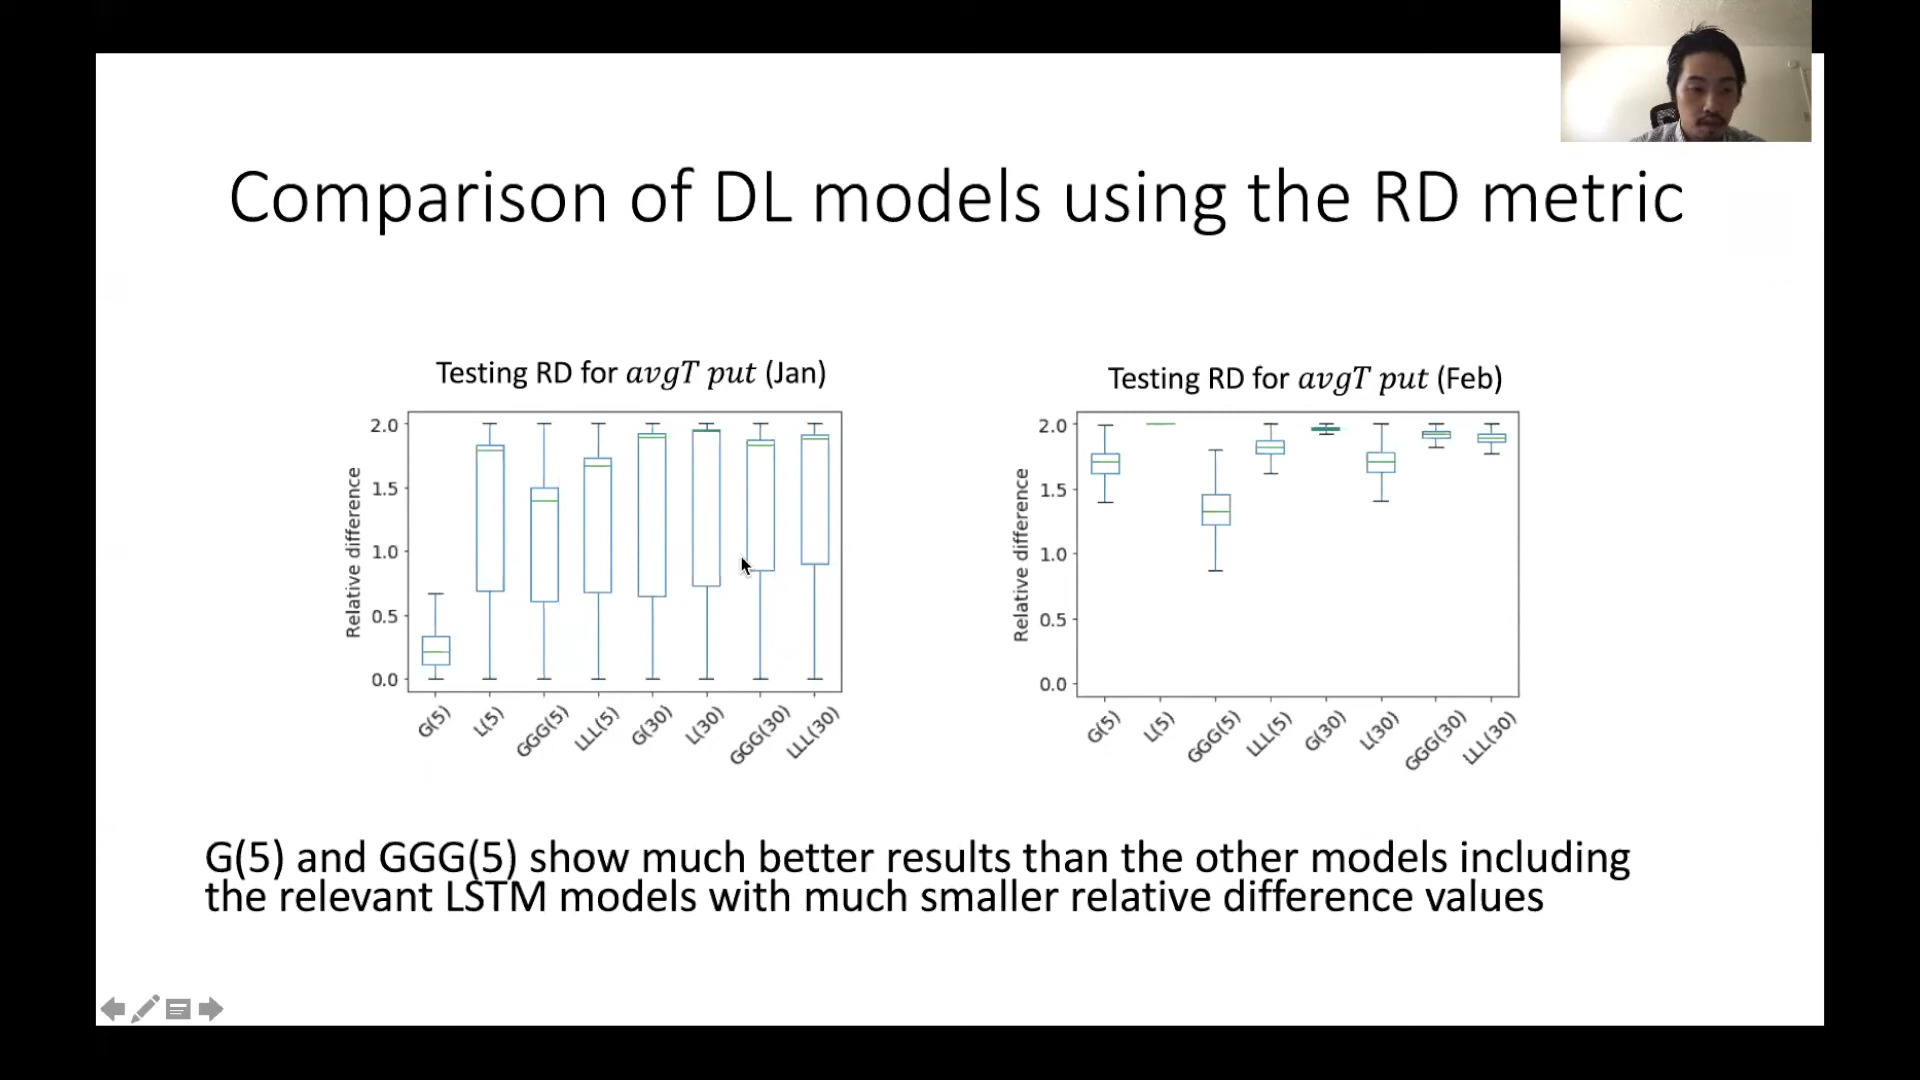 Comparison of DL models using the RD metric
Testing RD for avgT put (Jan)
2.0
1.5
1.0
0.5
0.0
Relative difference
G(5)
L(5)
GGG(5)
LLL(5)
G(30)
L(30)
GGG(30)
LLL(30)
Testing RD for avgT put (Feb)
2.0
1.5
1.0
0.5
0.0
Relative difference
G(5)
L(5)
GGG(5)
LLL(5)
G(30)
L(30)
GGG(30)
LLL(30)
G(5) and GGG(5) show much better results than the other models including
the relevant LSTM models with much smaller relative difference values